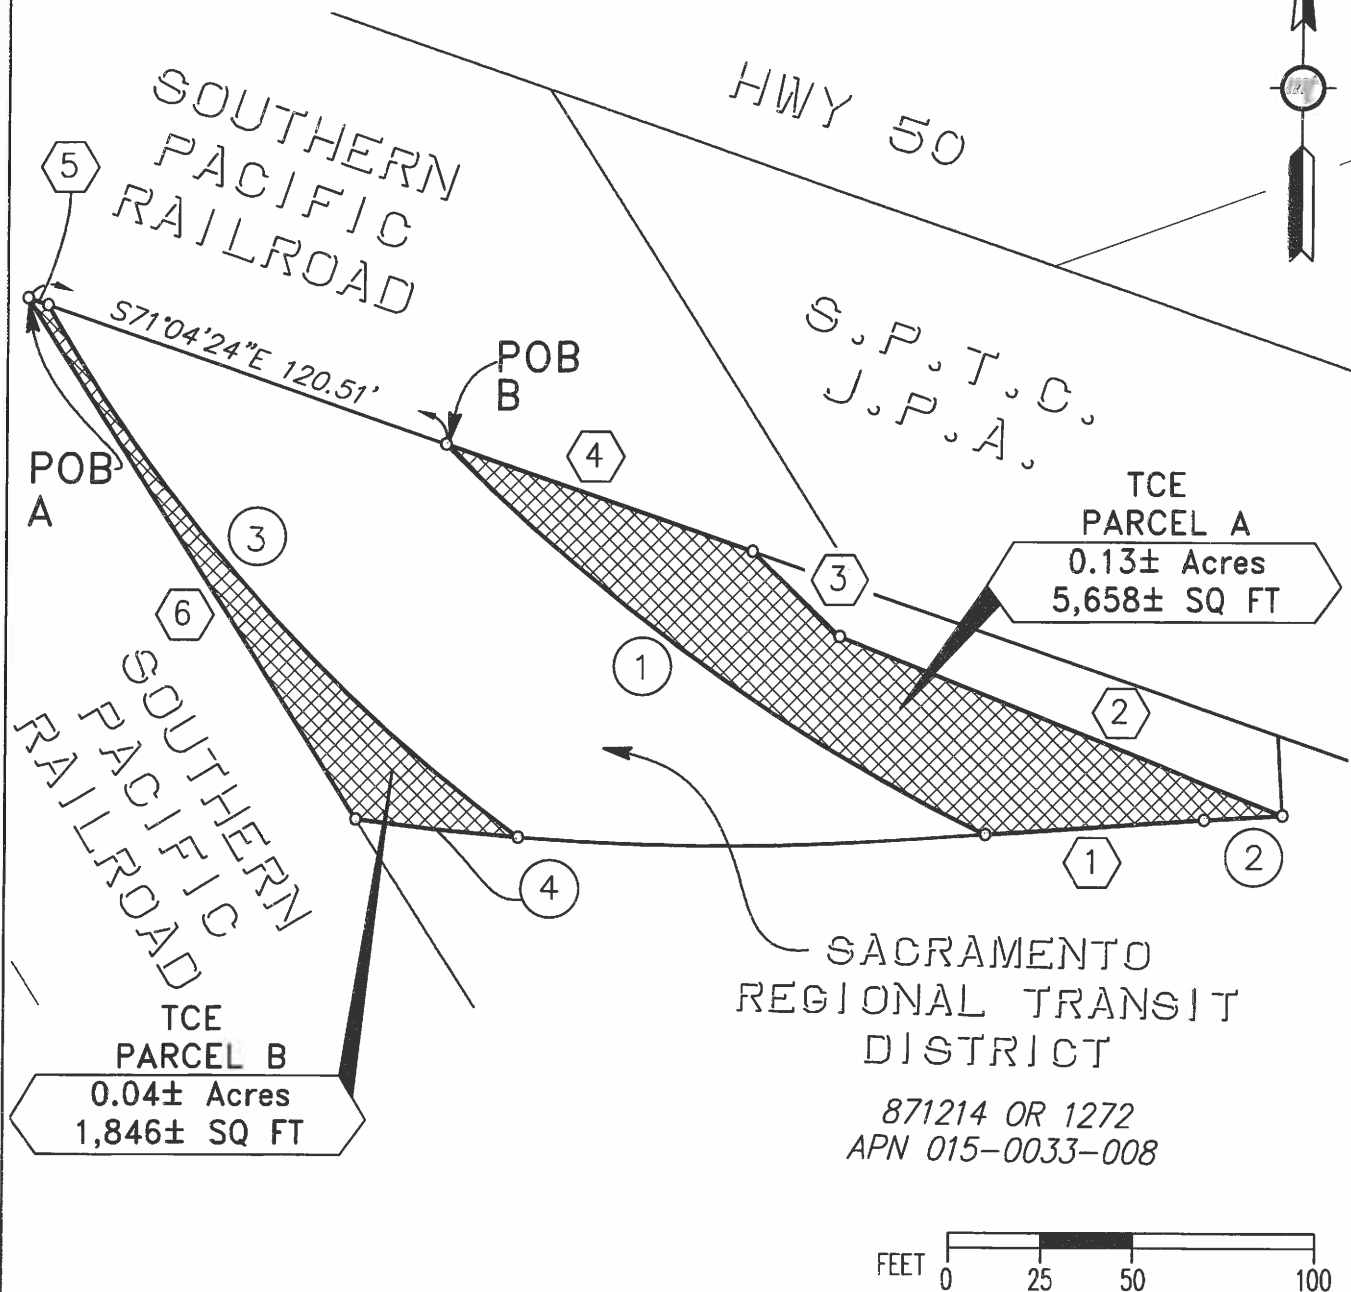 HWY 50
SOUTHERN
PACIFIC
RAILROAD
5
S71°04'24"E 120.51'
POB
B
S.P.T.C.
J.P.A.
POB
A
4
TCE
PARCEL A
0.13± Acres
5,658± SQ FT
3
3
6
1
2
SOUTHERN
PACIFIC
RAILROAD
4
1
2
SACRAMENTO
REGIONAL TRANSIT
DISTRICT
871214 OR 1272
APN 015-0033-008
TCE
PARCEL B
0.04± Acres
1,846± SQ FT
FEET
0 25 50 100